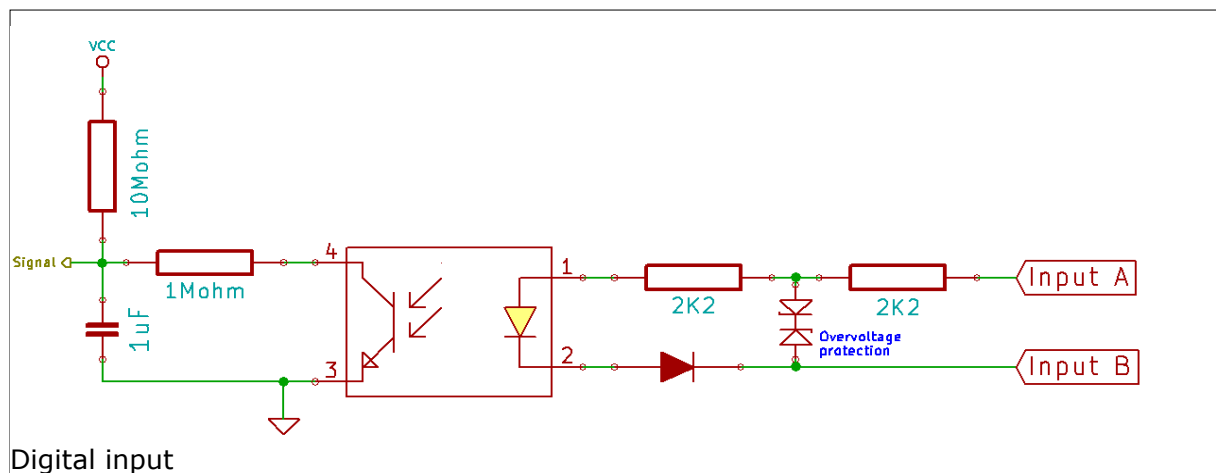 VCC
10Mohm
Signal
1Mohm
1uF
4
3
1
2
2K2
2K2
Overvoltage
protection
Input A
Input B
Digital input